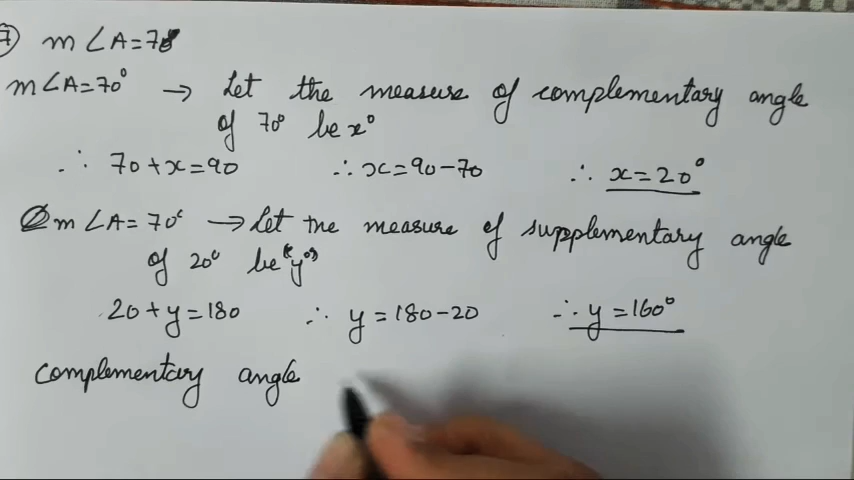 7 m∠A=78
m∠A=70° → Let the measure of complementary angle
of 70° be x°
∴ 70+x=90 ∴x=90-70 ∴ x=20°
m∠A=70° → Let the measure of supplementary angle
of 20° be (y°)
20+y=180 ∴ y=180-20 ∴ y=160°
complementary angle